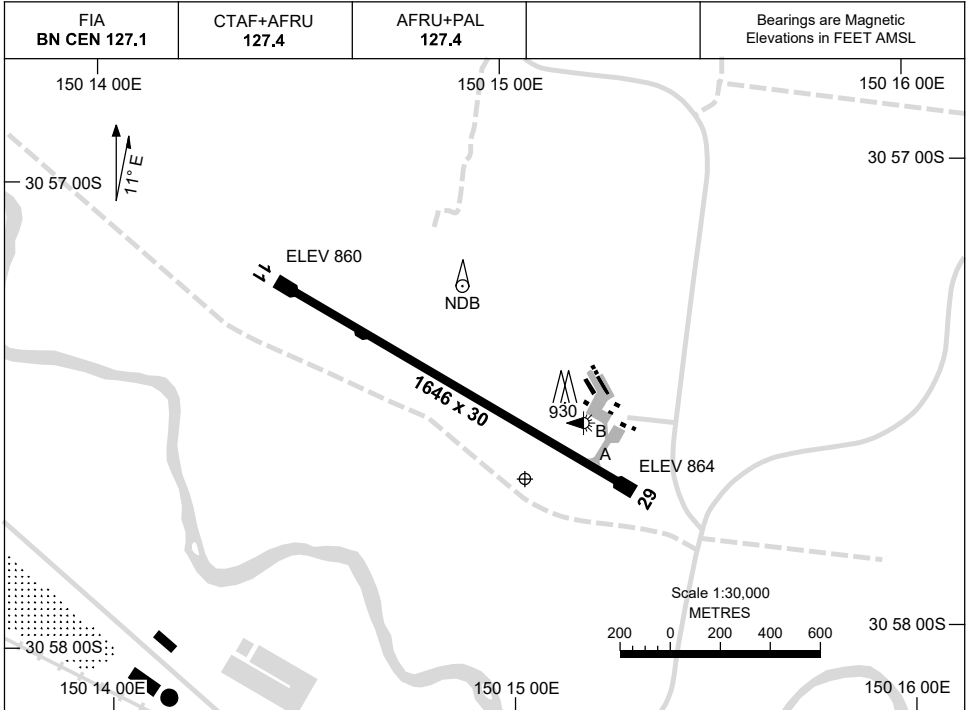 FIA
BN CEN 127.1
CTAF+AFRU
127.4
AFRU+PAL
127.4
Bearings are Magnetic
Elevations in FEET AMSL
150 14 00E
150 15 00E
150 16 00E
11° E
30 57 00S
30 57 00S
ELEV 860
11
NDB
1646 x 30
930
B
A
ELEV 864
29
Scale 1:30,000
METRES
200 0 200 400 600
30 58 00S
30 58 00S
150 14 00E
150 15 00E
150 16 00E